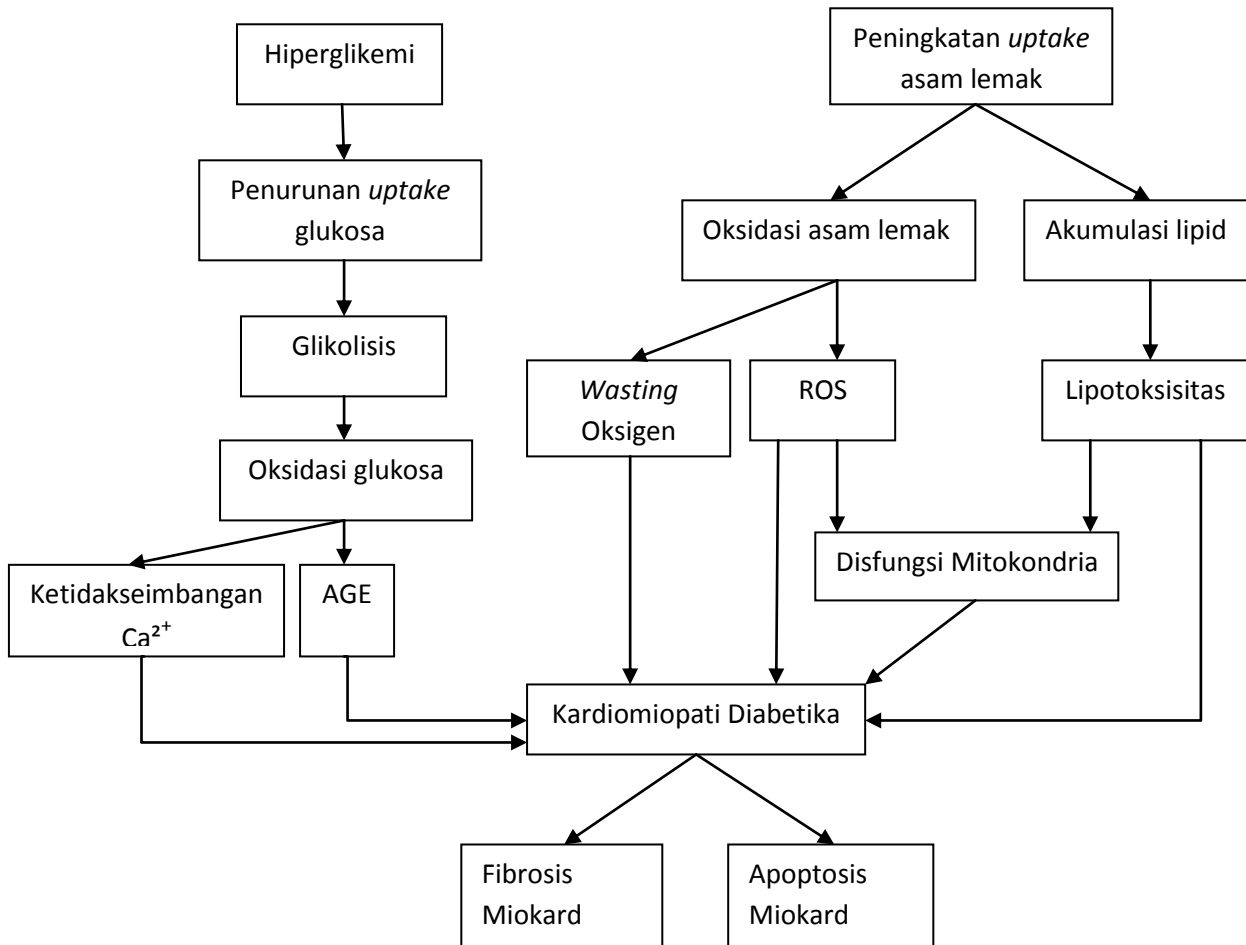 Hiperglikemi
Peningkatan uptake
asam lemak
Penurunan uptake
glukosa
Oksidasi asam lemak
Akumulasi lipid
Glikolisis
Wasting
Oksigen
ROS
Lipotoksisitas
Oksidasi glukosa
Disfungsi Mitokondria
Ketidakseimbangan
Ca²⁺
AGE
Kardiomiopati Diabetika
Fibrosis
Miokard
Apoptosis
Miokard